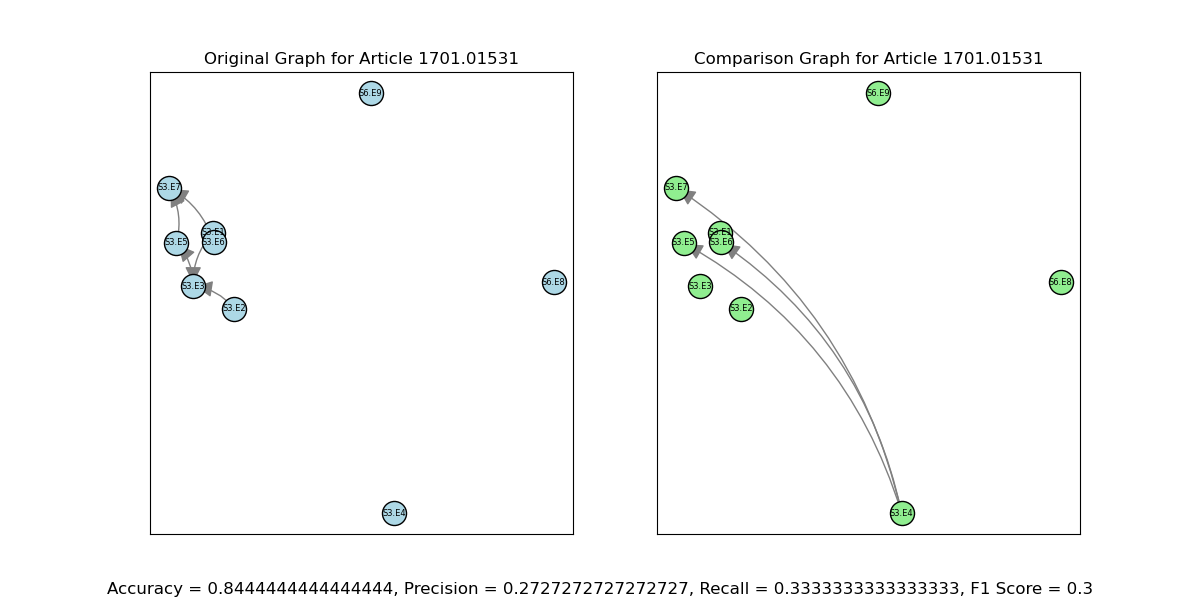 Original Graph for Article 1701.01531
Comparison Graph for Article 1701.01531
S6.E9
S3.E7
S3.E1
S3.E5
S3.E6
S6.E8
S3.E3
S3.E2
S3.E4
S6.E9
S3.E7
S3.E1
S3.E5
S3.E6
S6.E8
S3.E3
S3.E2
S3.E4
Accuracy = 0.8444444444444444, Precision = 0.2727272727272727, Recall = 0.3333333333333333, F1 Score = 0.3